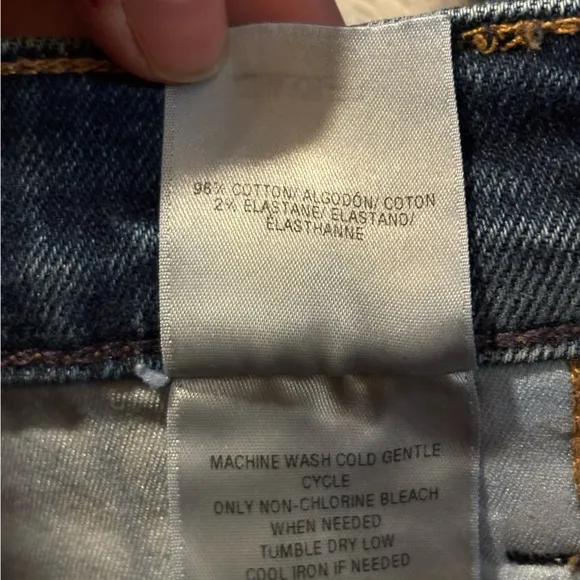 98% COTTON/ ALGODÓN/ COTON
2% ELASTANE/ ELASTANO/
ELASTHANNE
MACHINE WASH COLD GENTLE
CYCLE
ONLY NON-CHLORINE BLEACH
WHEN NEEDED
TUMBLE DRY LOW
COOL IRON IF NEEDED